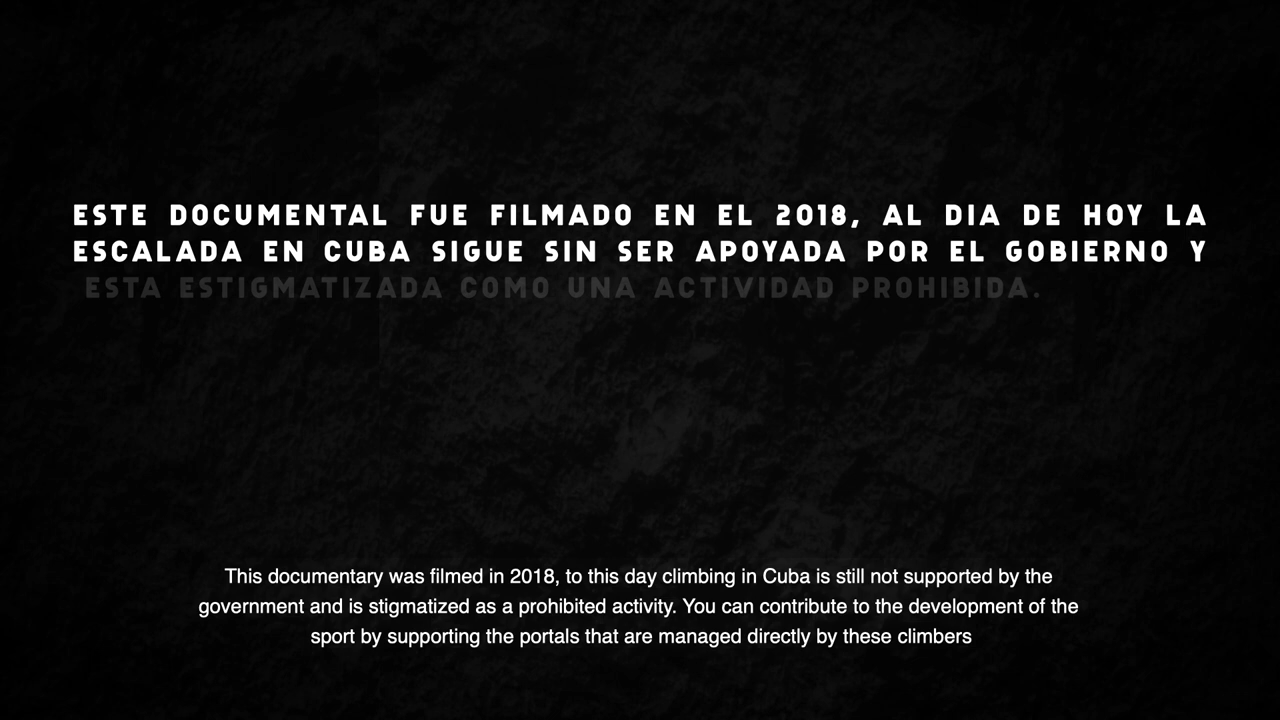 ESTE DOCUMENTAL FUE FILMADO EN EL 2018, AL DIA DE HOY LA
ESCALADA EN CUBA SIGUE SIN SER APOYADA POR EL GOBIERNO Y
ESTA ESTIGMATIZADA COMO UNA ACTIVIDAD PROHIBIDA.
This documentary was filmed in 2018, to this day climbing in Cuba is still not supported by the
government and is stigmatized as a prohibited activity. You can contribute to the development of the
sport by supporting the portals that are managed directly by these climbers